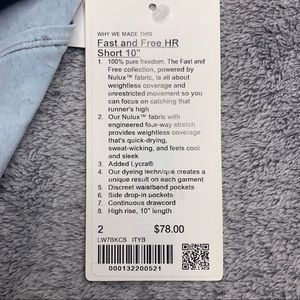 WHY WE MADE THIS
Fast and Free HR
Short 10"
1. 100% pure freedom. The Fast and
Free collection, powered by
Nulux™ fabric, is all about
weightless coverage and
unrestricted movement so you
can focus on catching that
runner's high
2. Our Nulux™ fabric with
engineered four-way stretch
provides weightless coverage
that's quick-drying,
sweat-wicking, and feels cool
and sleek
3. Added Lycra®
4. Our dyeing technique creates a
unique result on each garment
5. Discreet waistband pockets
6. Side drop-in pockets
7. Continuous drawcord
8. High rise, 10" length
2 $78.00
LW7BKCS ITYB
000132200521